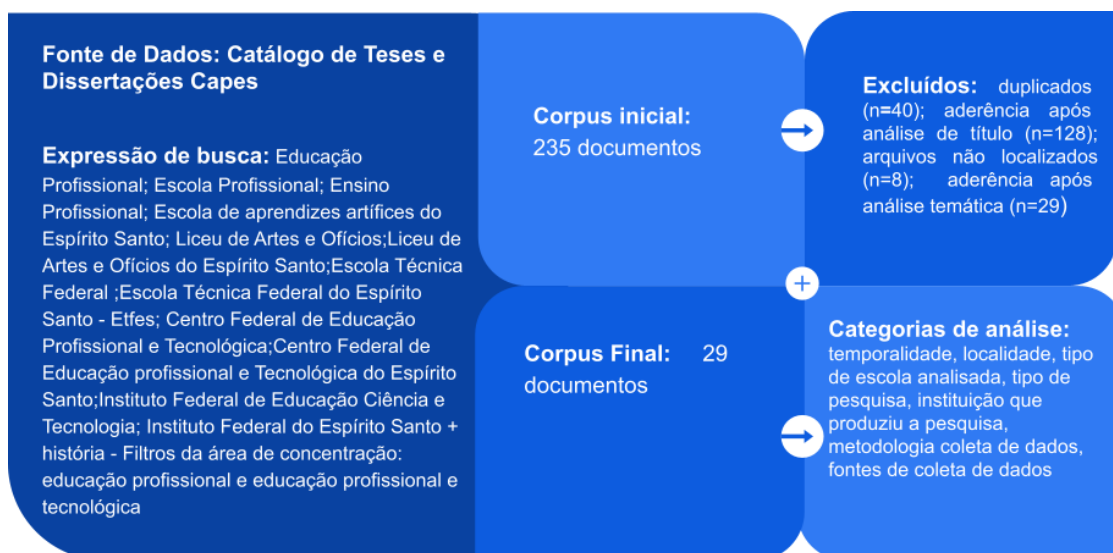 Fonte de Dados: Catálogo de Teses e
Dissertações Capes
Expressão de busca: Educação
Profissional; Escola Profissional; Ensino
Profissional; Escola de aprendizes artífices do
Espírito Santo; Liceu de Artes e Ofícios;Liceu de
Artes e Ofícios do Espírito Santo;Escola Técnica
Federal ;Escola Técnica Federal do Espírito
Santo - Etfes; Centro Federal de Educação
Profissional e Tecnológica;Centro Federal de
Educação profissional e Tecnológica do Espírito
Santo;Instituto Federal de Educação Ciência e
Tecnologia; Instituto Federal do Espírito Santo +
história - Filtros da área de concentração:
educação profissional e educação profissional e
tecnológica
Corpus inicial:
235 documentos
Excluídos: duplicados
(n=40); aderência após
análise de título (n=128);
arquivos não localizados
(n=8); aderência após
análise temática (n=29)
Corpus Final: 29
documentos
Categorias de análise:
temporalidade, localidade, tipo
de escola analisada, tipo de
pesquisa, instituição que
produziu a pesquisa,
metodologia coleta de dados,
fontes de coleta de dados